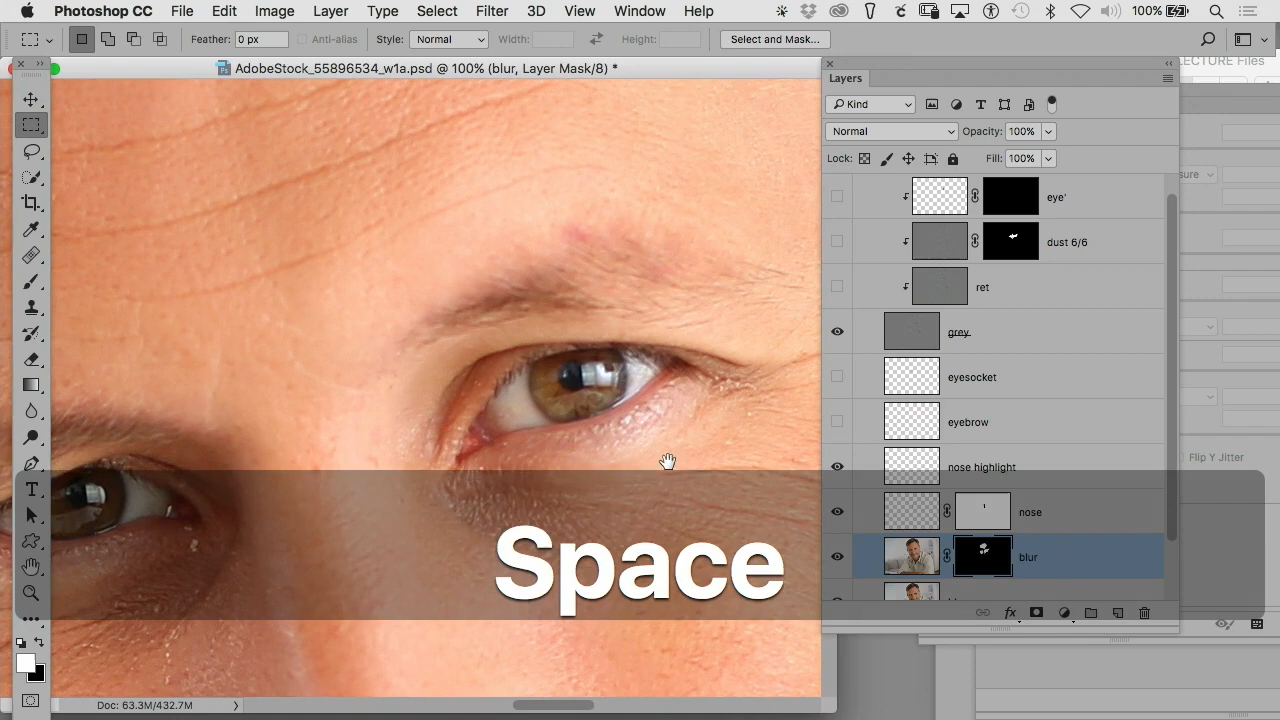 Photoshop CC File Edit Image Layer Type Select Filter 3D View Window Help 100%
Feather: 0 px Anti-alias Style: Normal Width: Height: Select and Mask...
AdobeStock_55896534_w1a.psd @ 100% (blur, Layer Mask/8) *
LECTURE Files
Layers
Kind
Normal Opacity: 100%
Lock: Fill: 100%
sure
eye'
dust 6/6
ret
grey
eyesocket
eyebrow
Flip Y Jitter
nose highlight
nose
Space
blur
Doc: 63.3M/432.7M